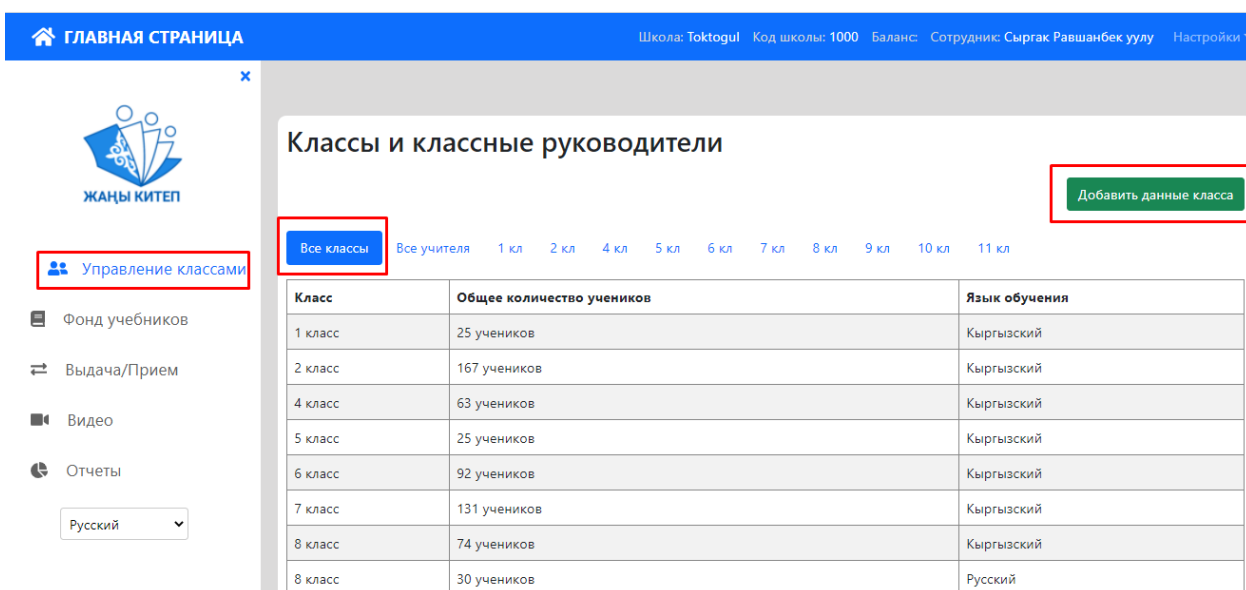 ГЛАВНАЯ СТРАНИЦА
Школа: Toktogul Код школы: 1000 Баланс: Сотрудник: Сыргак Равшанбек уулу Настройки
×
ЖАҢЫ КИТЕП
Управление классами
Фонд учебников
Выдача/Прием
Видео
Отчеты
Русский
Классы и классные руководители
Добавить данные класса
Все классы Все учителя 1 кл 2 кл 4 кл 5 кл 6 кл 7 кл 8 кл 9 кл 10 кл 11 кл
Класс Общее количество учеников Язык обучения
1 класс 25 учеников Кыргызский
2 класс 167 учеников Кыргызский
4 класс 63 учеников Кыргызский
5 класс 25 учеников Кыргызский
6 класс 92 учеников Кыргызский
7 класс 131 учеников Кыргызский
8 класс 74 учеников Кыргызский
8 класс 30 учеников Русский